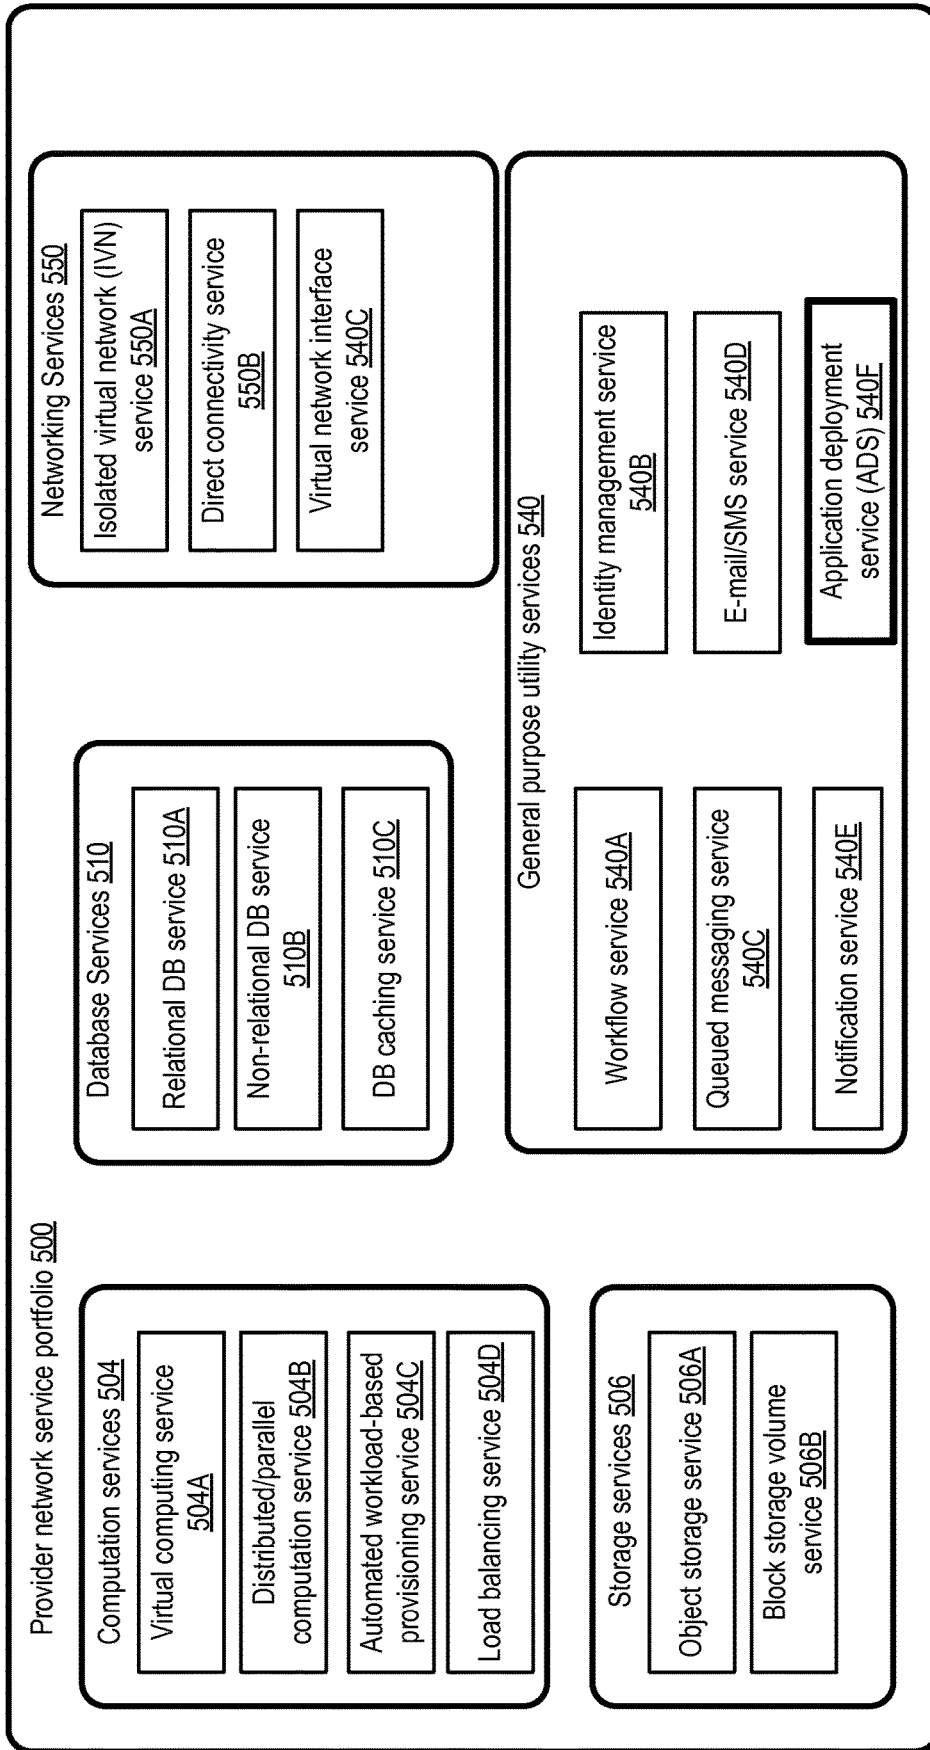 Provider network service portfolio 500
Computation services 504
Virtual computing service
504A
Distributed/parallel
computation service 504B
Automated workload-based
provisioning service 504C
Load balancing service 504D
Database Services 510
Relational DB service 510A
Non-relational DB service
510B
DB caching service 510C
Networking Services 550
Isolated virtual network (IVN)
service 550A
Direct connectivity service
550B
Virtual network interface
service 540C
Storage services 506
Object storage service 506A
Block storage volume
service 506B
General purpose utility services 540
Workflow service 540A
Identity management service
540B
Queued messaging service
540C
E-mail/SMS service 540D
Notification service 540E
Application deployment
service (ADS) 540F